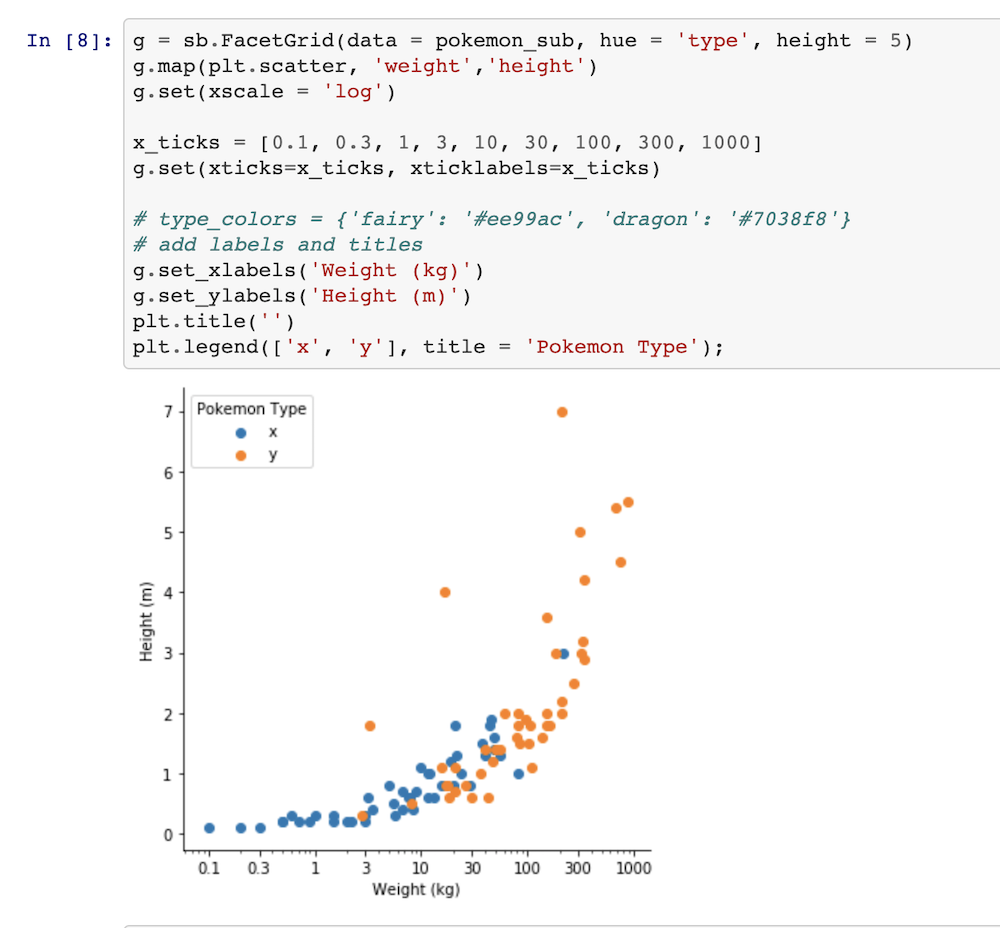 In [8]: g = sb.FacetGrid(data = pokemon_sub, hue = 'type', height = 5)
g.map(plt.scatter, 'weight','height')
g.set(xscale = 'log')
x_ticks = [0.1, 0.3, 1, 3, 10, 30, 100, 300, 1000]
g.set(xticks=x_ticks, xticklabels=x_ticks)
# type_colors = {'fairy': '#ee99ac', 'dragon': '#7038f8'}
# add labels and titles
g.set_xlabels('Weight (kg)')
g.set_ylabels('Height (m)')
plt.title('')
plt.legend(['x', 'y'], title = 'Pokemon Type');
Pokemon Type
x
y
7
6
5
4
3
2
1
0
Height (m)
0.1 0.3 1 3 10 30 100 300 1000
Weight (kg)